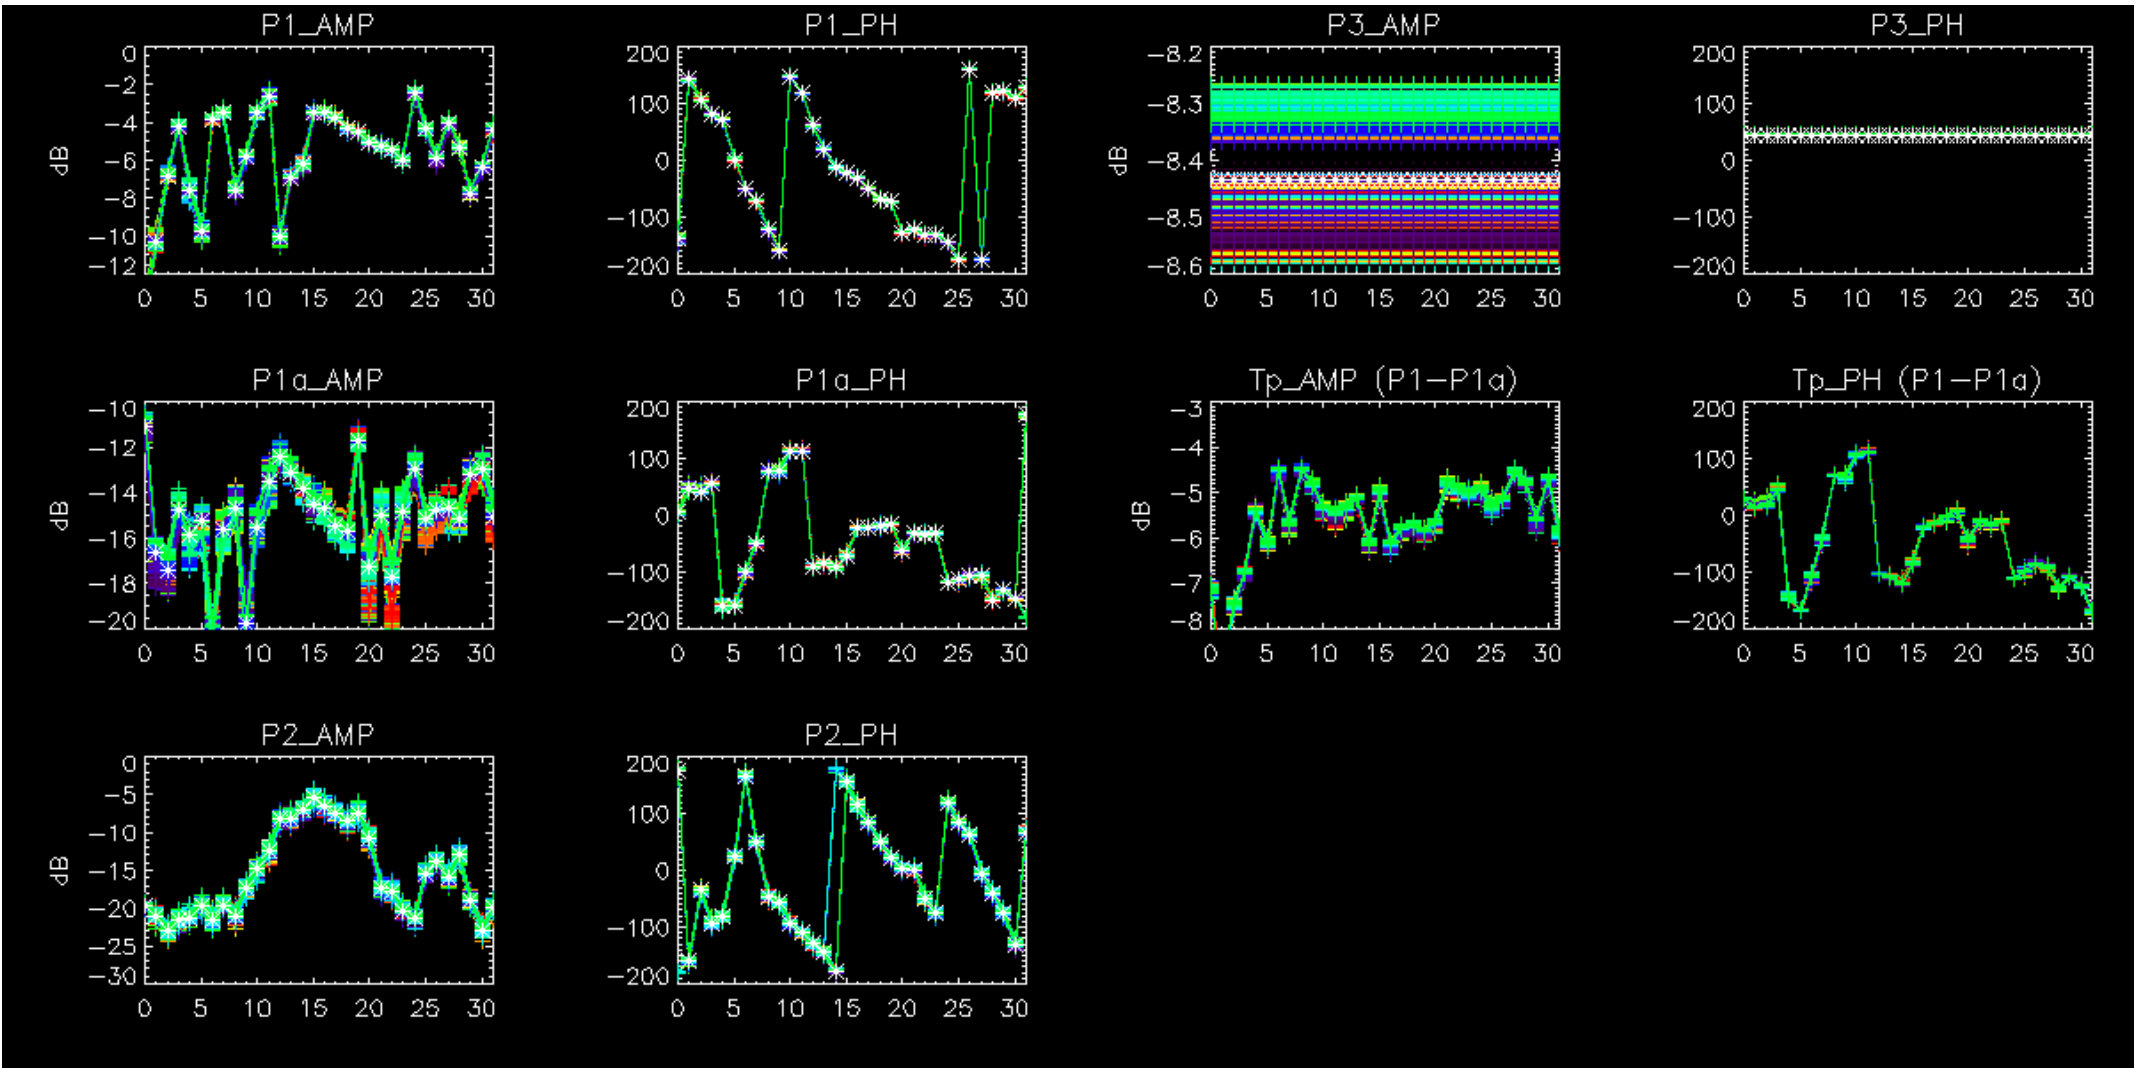 P1_AMP
0
−2
−4
−6
−8
−10
−12
dB
0 5 10 15 20 25 30
P1_PH
200
100
0
−100
−200
0 5 10 15 20 25 30
P3_AMP
−8.2
−8.3
−8.4
−8.5
−8.6
dB
0 5 10 15 20 25 30
P3_PH
200
100
0
−100
−200
0 5 10 15 20 25 30
P1a_AMP
−10
−12
−14
−16
−18
−20
dB
0 5 10 15 20 25 30
P1a_PH
200
100
0
−100
−200
0 5 10 15 20 25 30
Tp_AMP (P1−P1a)
−3
−4
−5
−6
−7
−8
dB
0 5 10 15 20 25 30
Tp_PH (P1−P1a)
200
100
0
−100
−200
0 5 10 15 20 25 30
P2_AMP
0
−5
−10
−15
−20
−25
−30
dB
0 5 10 15 20 25 30
P2_PH
200
100
0
−100
−200
0 5 10 15 20 25 30